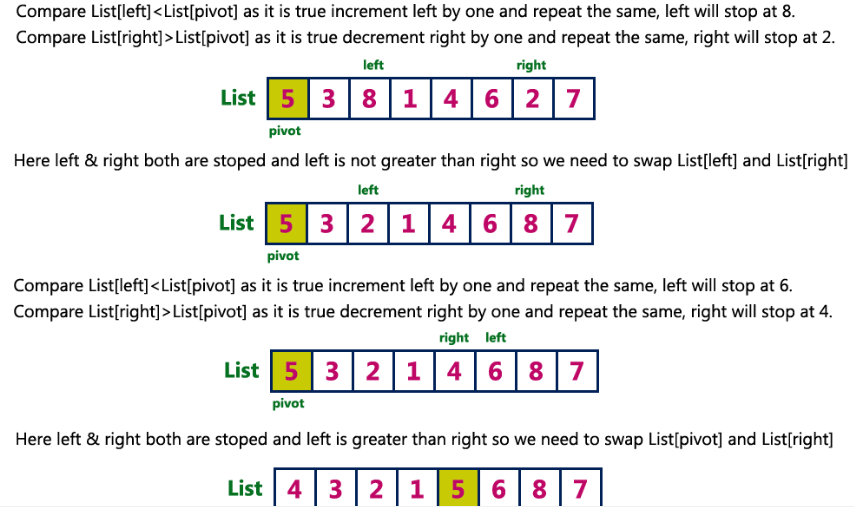 Compare List[left]<List[pivot] as it is true increment left by one and repeat the same, left will stop at 8.
Compare List[right]>List[pivot] as it is true decrement right by one and repeat the same, right will stop at 2.
left right
List 5 3 8 1 4 6 2 7
pivot
Here left & right both are stoped and left is not greater than right so we need to swap List[left] and List[right]
left right
List 5 3 2 1 4 6 8 7
pivot
Compare List[left]<List[pivot] as it is true increment left by one and repeat the same, left will stop at 6.
Compare List[right]>List[pivot] as it is true decrement right by one and repeat the same, right will stop at 4.
right left
List 5 3 2 1 4 6 8 7
pivot
Here left & right both are stoped and left is greater than right so we need to swap List[pivot] and List[right]
List 4 3 2 1 5 6 8 7